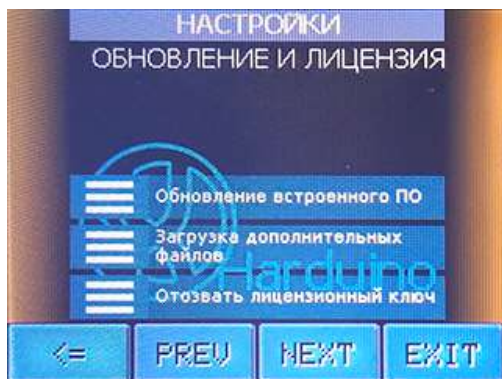 НАСТРОЙКИ
ОБНОВЛЕНИЕ И ЛИЦЕНЗИЯ
Обновление встроенного ПО
Загрузка дополнительных
файлов
Harduino
Отозвать лицензионный ключ
<= PREV NEXT EXIT